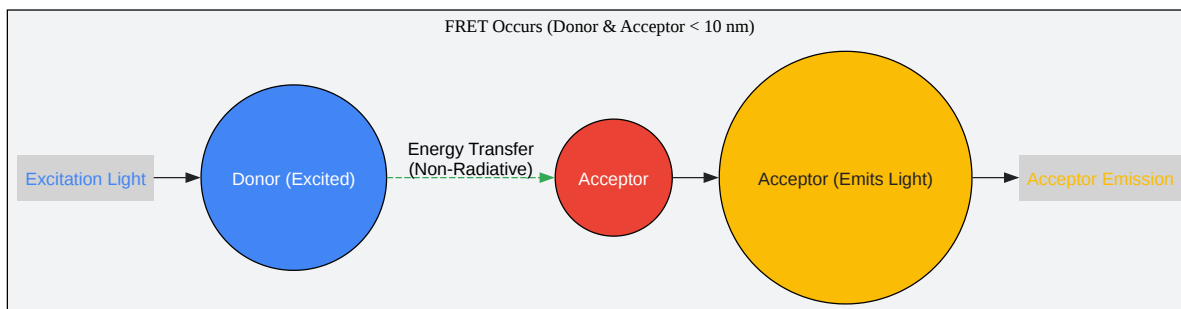 FRET Occurs (Donor & Acceptor < 10 nm)
Excitation Light
Donor (Excited)
Energy Transfer
(Non-Radiative)
Acceptor
Acceptor (Emits Light)
Acceptor Emission